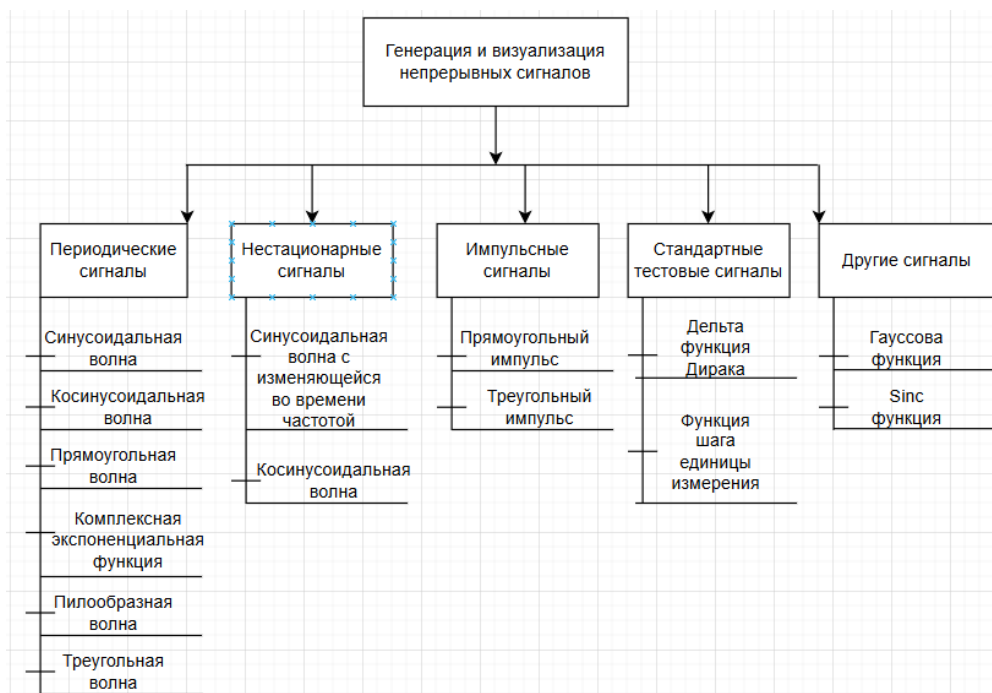 Генерация и визуализация
непрерывных сигналов
Периодические
сигналы
Синусоидальная
волна
Косинусоидальная
волна
Прямоугольная
волна
Комплексная
экспоненциальная
функция
Пилообразная
волна
Треугольная
волна
Нестационарные
сигналы
Синусоидальная
волна с
изменяющейся
во времени
частотой
Косинусоидальная
волна
Импульсные
сигналы
Прямоугольный
импульс
Треугольный
импульс
Стандартные
тестовые сигналы
Дельта
функция
Дирака
Функция
шага
единицы
измерения
Другие сигналы
Гауссова
функция
Sinc
функция